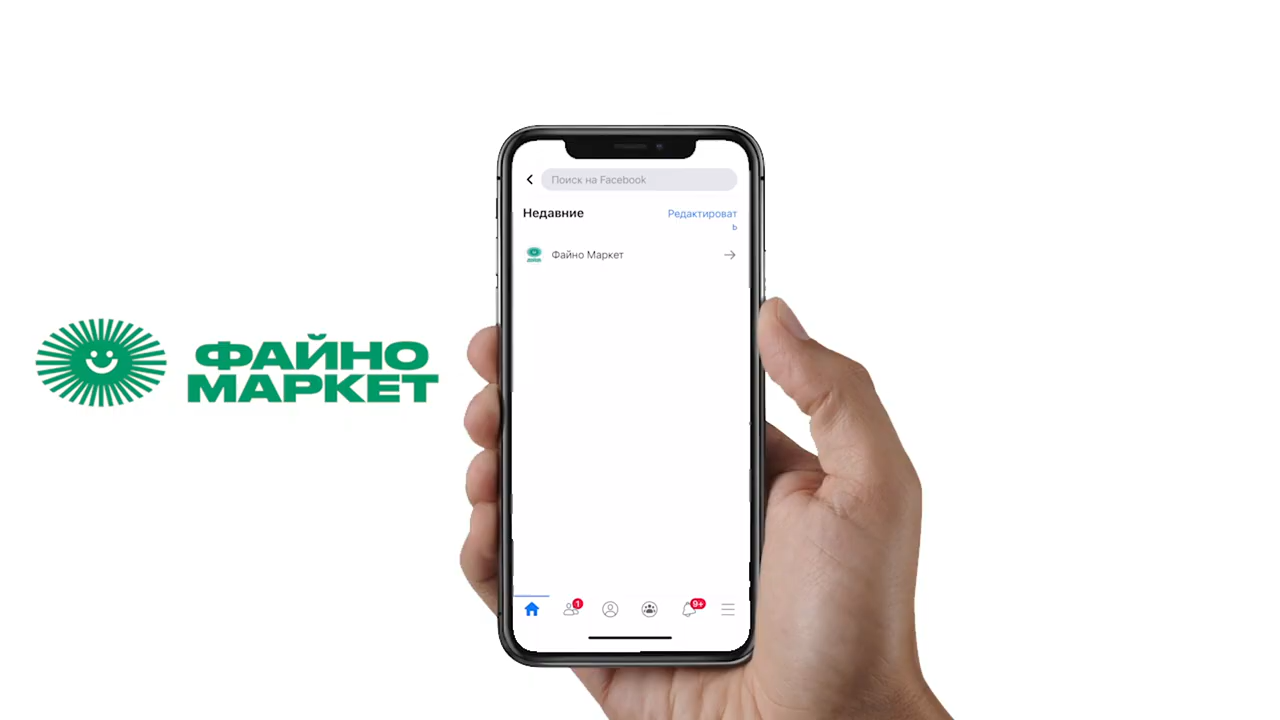 ФАЙНО
МАРКЕТ
Поиск на Facebook
Недавние
Редактироват
ь
Файно Маркет
1
9+